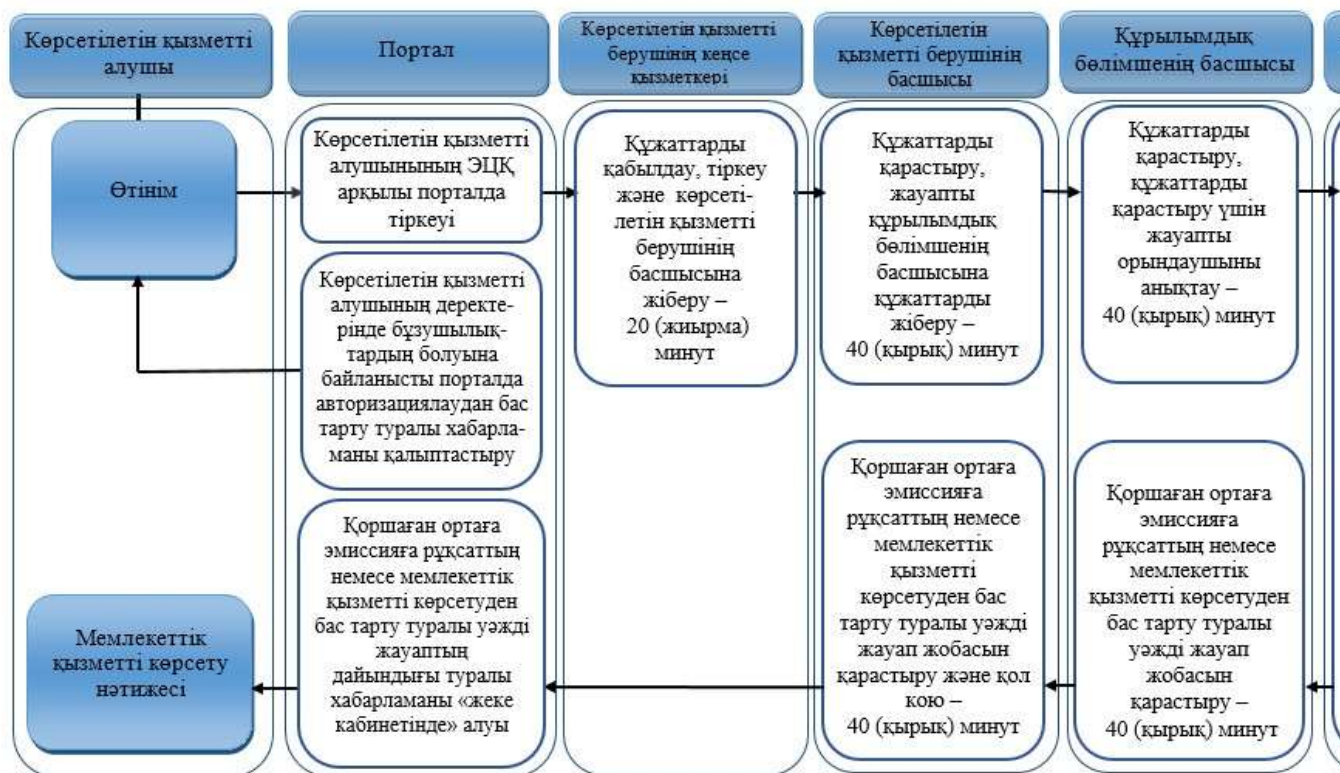 Көрсетілетін қызметті
алушы
Портал
Көрсетілетін қызметті
берушінің кеңсе
қызметкері
Көрсетілетін
қызметті берушінің
басшысы
Құрылымдық
бөлімшенің басшысы
Өтінім
Көрсетілетін қызметті
алушынының ЭЦҚ
арқылы порталда
тіркеуі
Құжаттарды
қабылдау, тіркеу
және көрсеті-
летін қызметті
берушінің
басшысына
жіберу –
20 (жиырма)
минут
Құжаттарды
қарастыру,
жауапты
құрылымдық
бөлімшенің
басшысына
құжаттарды
жіберу –
40 (қырық) минут
Құжаттарды
қарастыру,
құжаттарды
қарастыру үшін
жауапты
орындаушыны
анықтау –
40 (қырық) минут
Көрсетілетін қызметті
алушының деректе-
рінде бұзушылық-
тардың болуына
байланысты порталда
авторизациялаудан бас
тарту туралы хабарла-
маны қалыптастыру
Мемлекеттік
қызметті көрсету
нәтижесі
Қоршаған ортаға
эмиссияға рұқсаттың
немесе мемлекеттік
қызметті көрсетуден
бас тарту туралы уәжді
жауаптың
дайындығы туралы
хабарламаны «жеке
кабинетінде» алуы
Қоршаған ортаға
эмиссияға
рұқсаттың немесе
мемлекеттік
қызметті
көрсетуден бас
тарту туралы уәжді
жауап жобасын
қарастыру және қол
кою –
40 (қырық) минут
Қоршаған ортаға
эмиссияға
рұқсаттың немесе
мемлекеттік
қызметті көрсетуден
бас тарту туралы
уәжді жауап
жобасын
қарастыру –
40 (қырық) минут